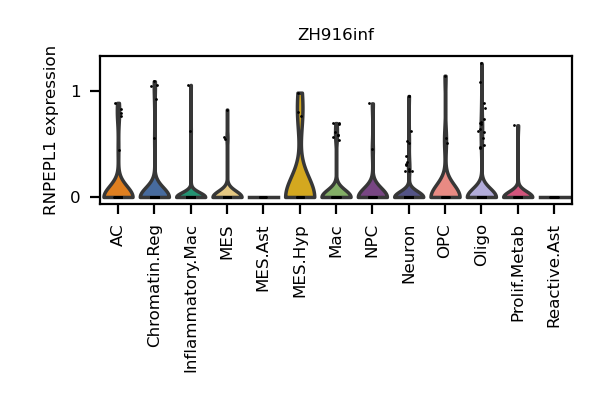 ZH916inf
RNPEPL1 expression
1
0
AC
Chromatin.Reg
Inflammatory.Mac
MES
MES.Ast
MES.Hyp
Mac
NPC
Neuron
OPC
Oligo
Prolif.Metab
Reactive.Ast